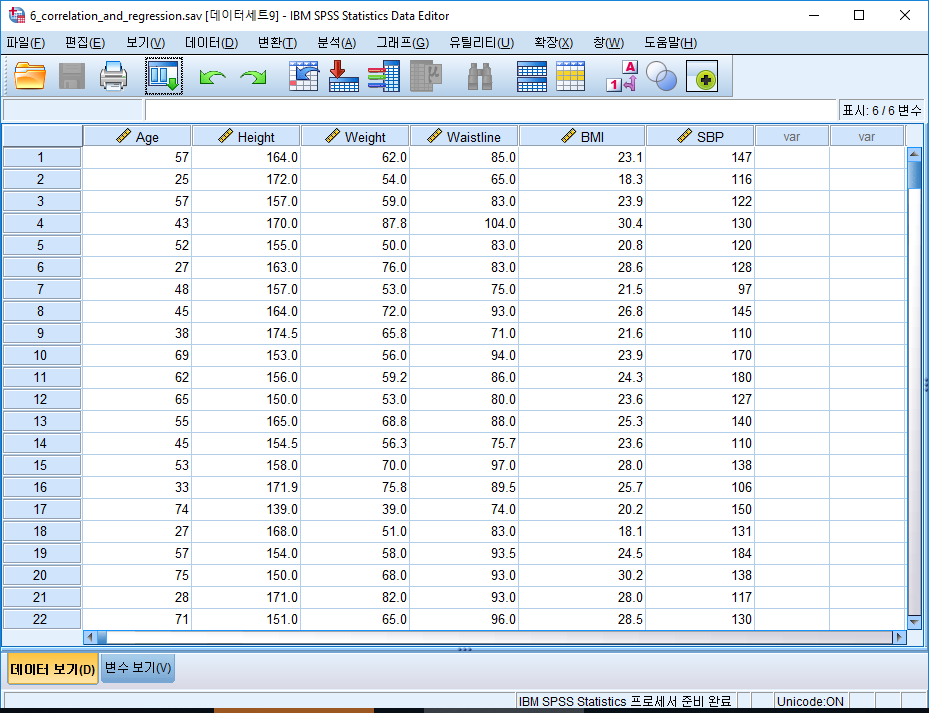 6_correlation_and_regression.sav [데이터세트9] - IBM SPSS Statistics Data Editor
파일(F) 편집(E) 보기(V) 데이터(D) 변환(T) 분석(A) 그래프(G) 유틸리티(U) 확장(X) 창(W) 도움말(H)
1 A
표시: 6 / 6 변수
Age Height Weight Waistline BMI SBP var var
1 57 164.0 62.0 85.0 23.1 147
2 25 172.0 54.0 65.0 18.3 116
3 57 157.0 59.0 83.0 23.9 122
4 43 170.0 87.8 104.0 30.4 130
5 52 155.0 50.0 83.0 20.8 120
6 27 163.0 76.0 83.0 28.6 128
7 48 157.0 53.0 75.0 21.5 97
8 45 164.0 72.0 93.0 26.8 145
9 38 174.5 65.8 71.0 21.6 110
10 69 153.0 56.0 94.0 23.9 170
11 62 156.0 59.2 86.0 24.3 180
12 65 150.0 53.0 80.0 23.6 127
13 55 165.0 68.8 88.0 25.3 140
14 45 154.5 56.3 75.7 23.6 110
15 53 158.0 70.0 97.0 28.0 138
16 33 171.9 75.8 89.5 25.7 106
17 74 139.0 39.0 74.0 20.2 150
18 27 168.0 51.0 83.0 18.1 131
19 57 154.0 58.0 93.5 24.5 184
20 75 150.0 68.0 93.0 30.2 138
21 28 171.0 82.0 93.0 28.0 117
22 71 151.0 65.0 96.0 28.5 130
데이터 보기(D) 변수 보기(V)
IBM SPSS Statistics 프로세서 준비 완료 Unicode:ON